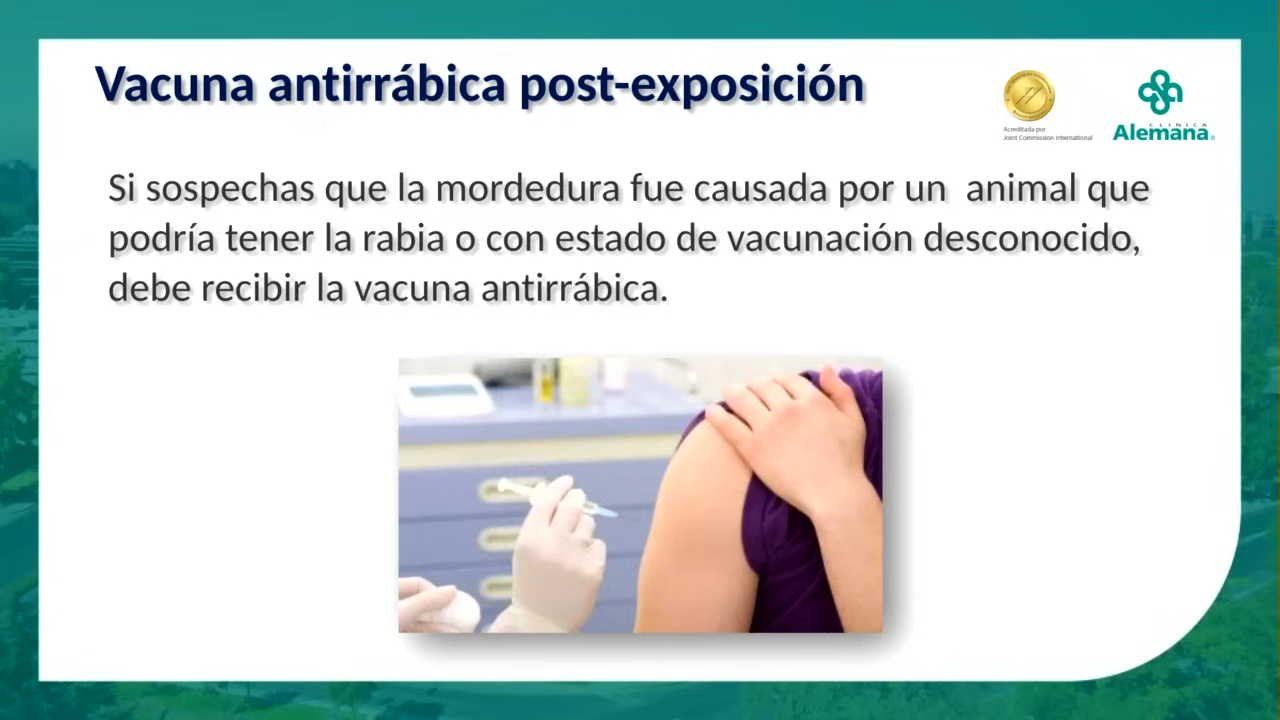 Vacuna antirrábica post-exposición
Acreditada por
Joint Commission International
CLINICA
Alemana
Si sospechas que la mordedura fue causada por un animal que
podría tener la rabia o con estado de vacunación desconocido,
debe recibir la vacuna antirrábica.